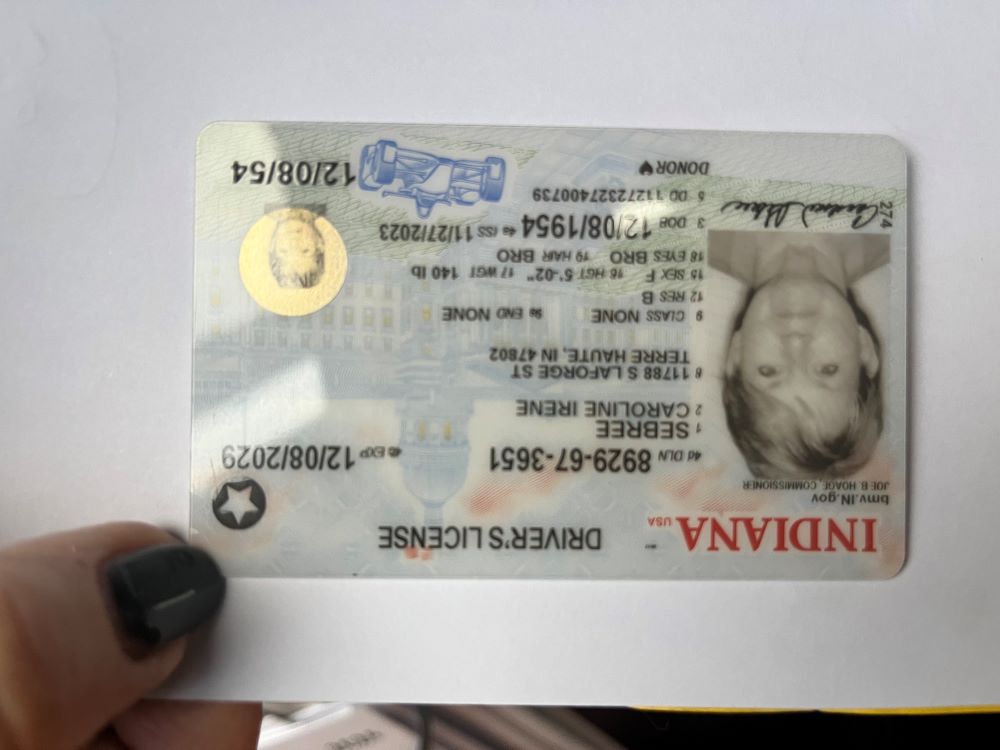 INDIANA USA
DRIVER'S LICENSE
bmv.IN.gov
JOE B. HOAGE, COMMISSIONER
4d DLN 8929-67-3651
4b EXP 12/08/2029
1 SEBREE
2 CAROLINE IRENE
8 11788 S LAFORGE ST
TERRE HAUTE, IN 47802
9 CLASS NONE 9a END NONE
12 RES B
15 SEX F 16 HGT 5'-02" 17 WGT 140 lb
18 EYES BRO 19 HAIR BRO
3 DOB 12/08/1954 4a ISS 11/27/2023
5 DD 11272327400739
DONOR
12/08/54
274